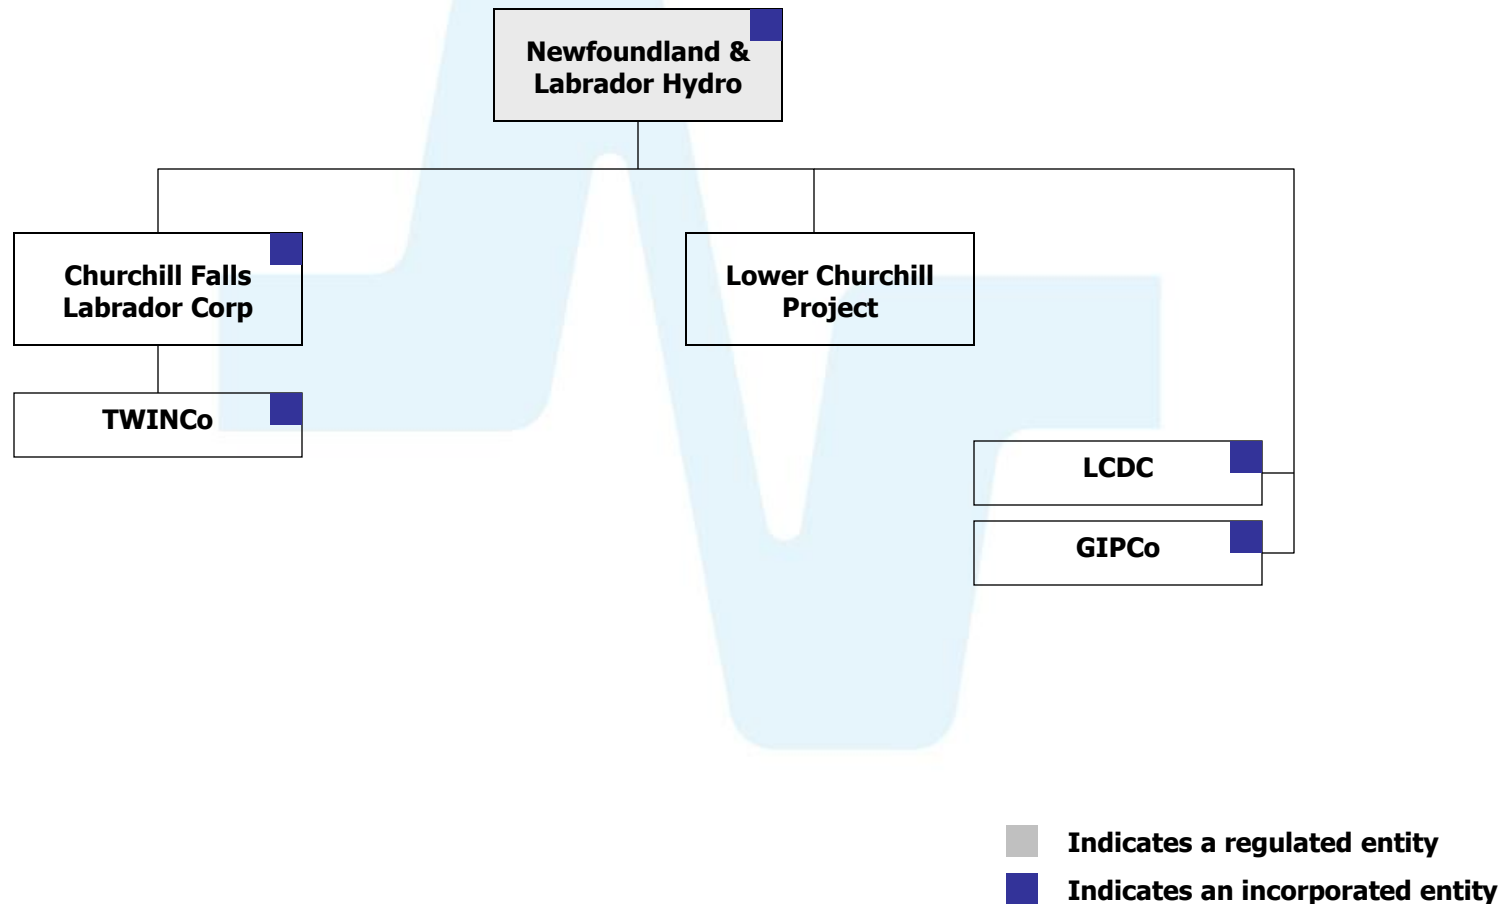 Newfoundland &
Labrador Hydro
Churchill Falls
Labrador Corp
Lower Churchill
Project
TWINCo
LCDC
GIPCo
Indicates a regulated entity
Indicates an incorporated entity